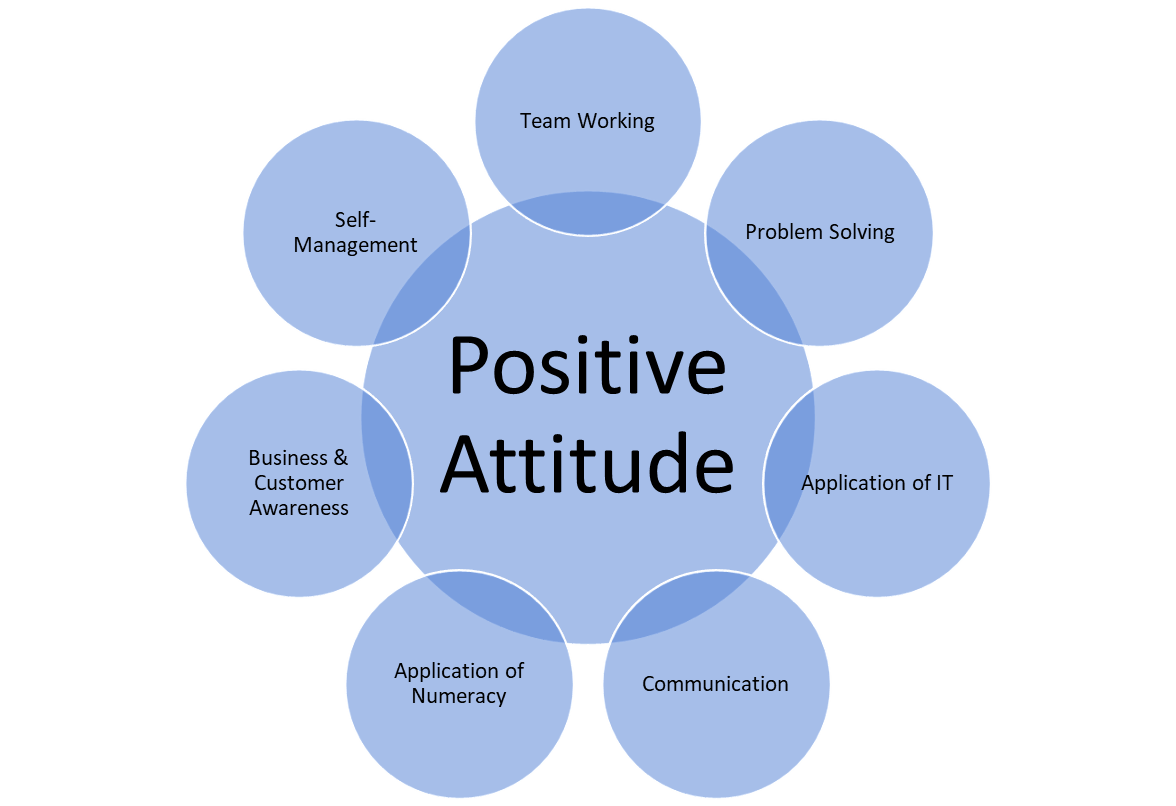 Team Working
Problem Solving
Self-
Management
Positive
Attitude
Business &
Customer
Awareness
Application of IT
Application of
Numeracy
Communication